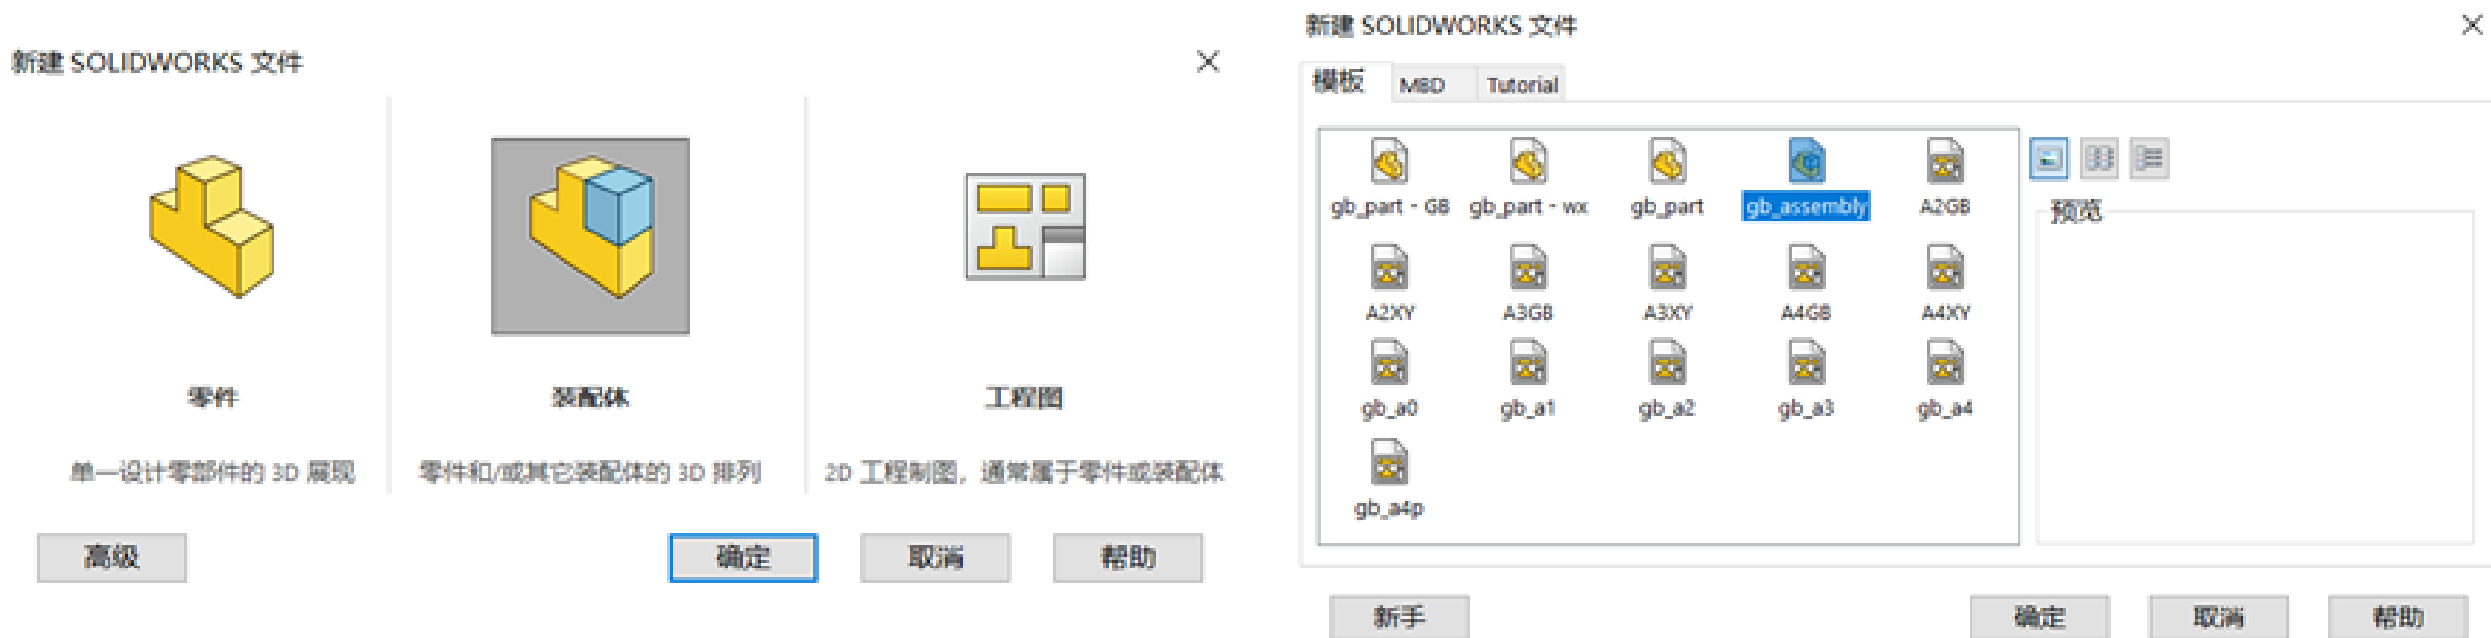 新建 SOLIDWORKS 文件
零件
装配体
工程图
单一设计零部件的 3D 展现
零件和/或其它装配体的 3D 排列
2D 工程制图，通常属于零件或装配体
高级
确定
取消
帮助
新建 SOLIDWORKS 文件
模板
MBD
Tutorial
gb_part - GB
gb_part - wx
gb_part
gb_assembly
A2GB
A2XY
A3GB
A3XY
A4GB
A4XY
gb_a0
gb_a1
gb_a2
gb_a3
gb_a4
gb_a4p
预览
新手
确定
取消
帮助